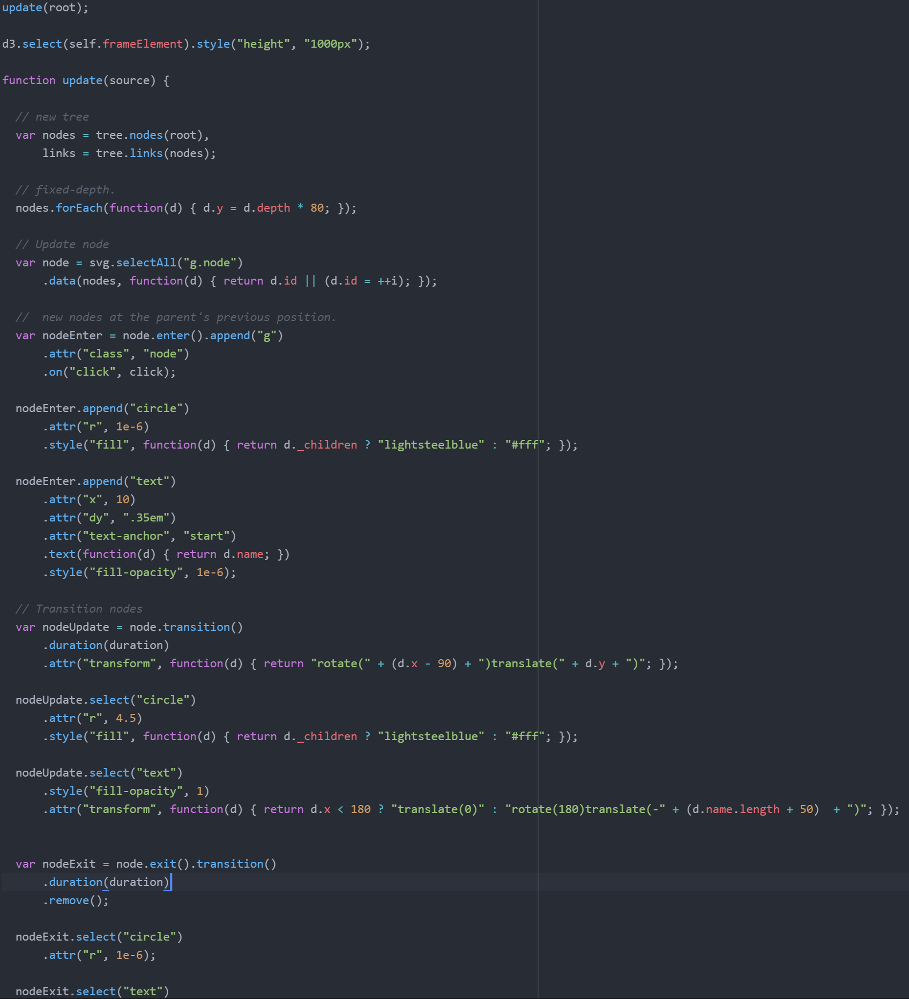 update(root);
d3.select(self.frameElement).style("height", "1000px");
function update(source) {
// new tree
var nodes = tree.nodes(root),
links = tree.links(nodes);
// fixed-depth.
nodes.forEach(function(d) { d.y = d.depth * 80; });
// Update node
var node = svg.selectAll("g.node")
.data(nodes, function(d) { return d.id || (d.id = ++i); });
//  new nodes at the parent's previous position.
var nodeEnter = node.enter().append("g")
.attr("class", "node")
.on("click", click);
nodeEnter.append("circle")
.attr("r", 1e-6)
.style("fill", function(d) { return d._children ? "lightsteelblue" : "#fff"; });
nodeEnter.append("text")
.attr("x", 10)
.attr("dy", ".35em")
.attr("text-anchor", "start")
.text(function(d) { return d.name; })
.style("fill-opacity", 1e-6);
// Transition nodes
var nodeUpdate = node.transition()
.duration(duration)
.attr("transform", function(d) { return "rotate(" + (d.x - 90) + ")translate(" + d.y + ")"; });
nodeUpdate.select("circle")
.attr("r", 4.5)
.style("fill", function(d) { return d._children ? "lightsteelblue" : "#fff"; });
nodeUpdate.select("text")
.style("fill-opacity", 1)
.attr("transform", function(d) { return d.x < 180 ? "translate(0)" : "rotate(180)translate(-" + (d.name.length + 50)  + ")"; });
var nodeExit = node.exit().transition()
.duration(duration)
.remove();
nodeExit.select("circle")
.attr("r", 1e-6);
nodeExit.select("text")